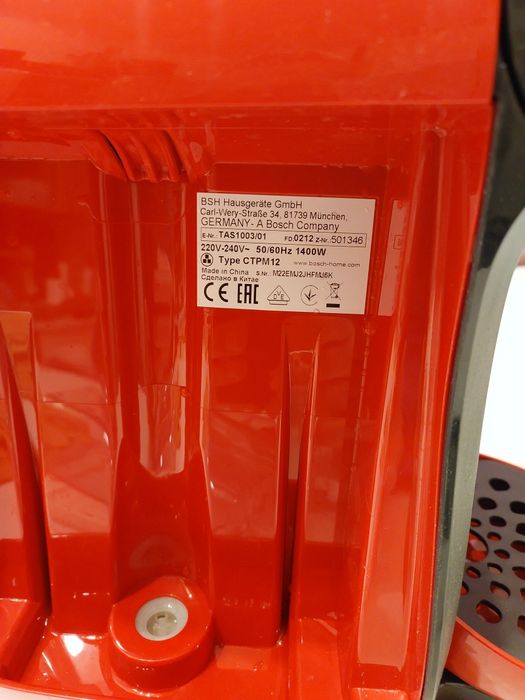 BSH Hausgeräte GmbH
Carl-Wery-Straße 34, 81739 München,
GERMANY- A Bosch Company
E-Nr. TAS1003/01 FD.0212 Z-Nr.501346
220V-240V~ 50/60Hz 1400W
Type CTPM12 www.bosch-home.com
Made in China S.Nr.: M22EMJ2JHFMJ6K
Сделано в Китае
CE EAC VDE